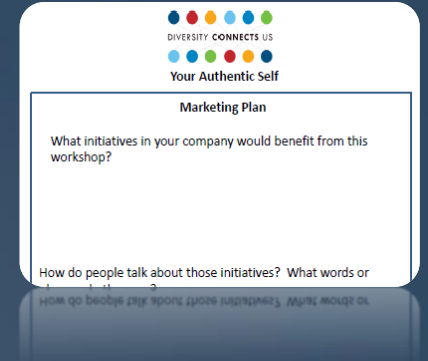 DIVERSITY CONNECTS US
Your Authentic Self
Marketing Plan
What initiatives in your company would benefit from this
workshop?
How do people talk about those initiatives? What words or